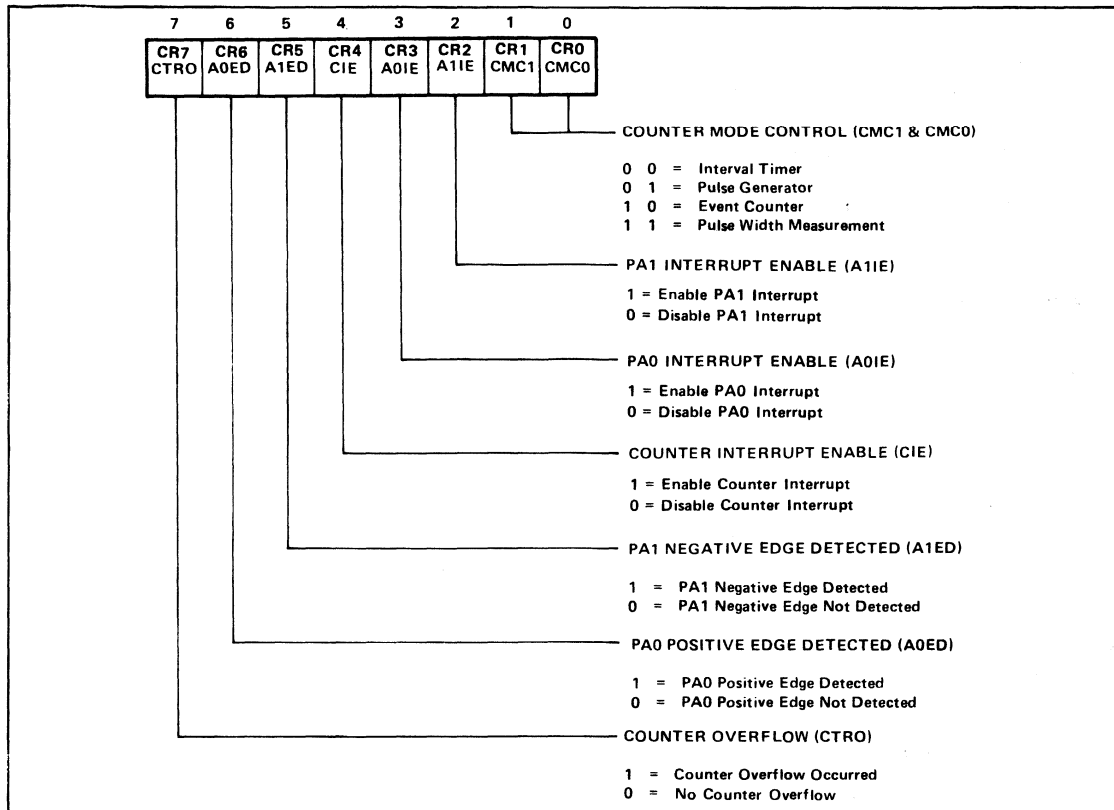 7 6 5 4 3 2 1 0
CR7 CR6 CR5 CR4 CR3 CR2 CR1 CR0
CTRO A0ED A1ED CIE A0IE A1IE CMC1 CMC0
COUNTER MODE CONTROL (CMC1 & CMC0)
0 0 = Interval Timer
0 1 = Pulse Generator
1 0 = Event Counter
1 1 = Pulse Width Measurement
PA1 INTERRUPT ENABLE (A1IE)
1 = Enable PA1 Interrupt
0 = Disable PA1 Interrupt
PA0 INTERRUPT ENABLE (A0IE)
1 = Enable PA0 Interrupt
0 = Disable PA0 Interrupt
COUNTER INTERRUPT ENABLE (CIE)
1 = Enable Counter Interrupt
0 = Disable Counter Interrupt
PA1 NEGATIVE EDGE DETECTED (A1ED)
1 = PA1 Negative Edge Detected
0 = PA1 Negative Edge Not Detected
PA0 POSITIVE EDGE DETECTED (A0ED)
1 = PA0 Positive Edge Detected
0 = PA0 Positive Edge Not Detected
COUNTER OVERFLOW (CTRO)
1 = Counter Overflow Occurred
0 = No Counter Overflow